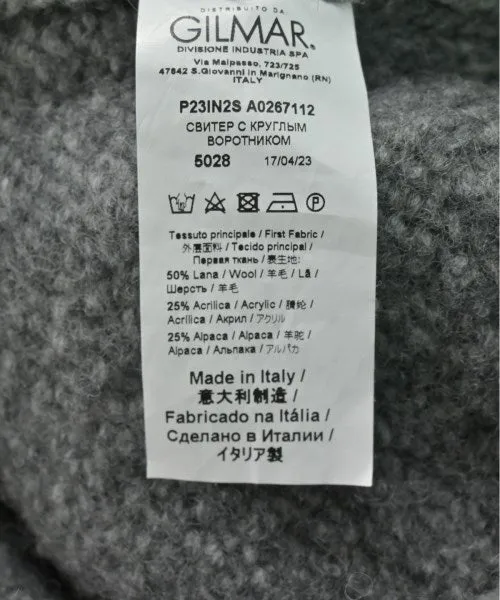 DISTRIBUITO DA
GILMAR®
DIVISIONE INDUSTRIA SPA
Via Malpasso, 723/725
47842 S.Giovanni in Marignano (RN)
ITALY
P23IN2S A0267112
СВИТЕР С КРУГЛЫМ
ВОРОТНИКОМ
5028 17/04/23
P
Tessuto principale / First Fabric /
外層面料 / Tecido principal /
Первая ткань / 表生地:
50% Lana / Wool / 羊毛 / Lã /
Шерсть / 羊毛
25% Acrilica / Acrylic / 腈纶 /
Acrílica / Акрил / アクリル
25% Alpaca / Alpaca / 羊驼 /
Alpaca / Альпака / アルパカ
Made in Italy /
意大利制造 /
Fabricado na Itália /
Сделано в Италии /
イタリア製